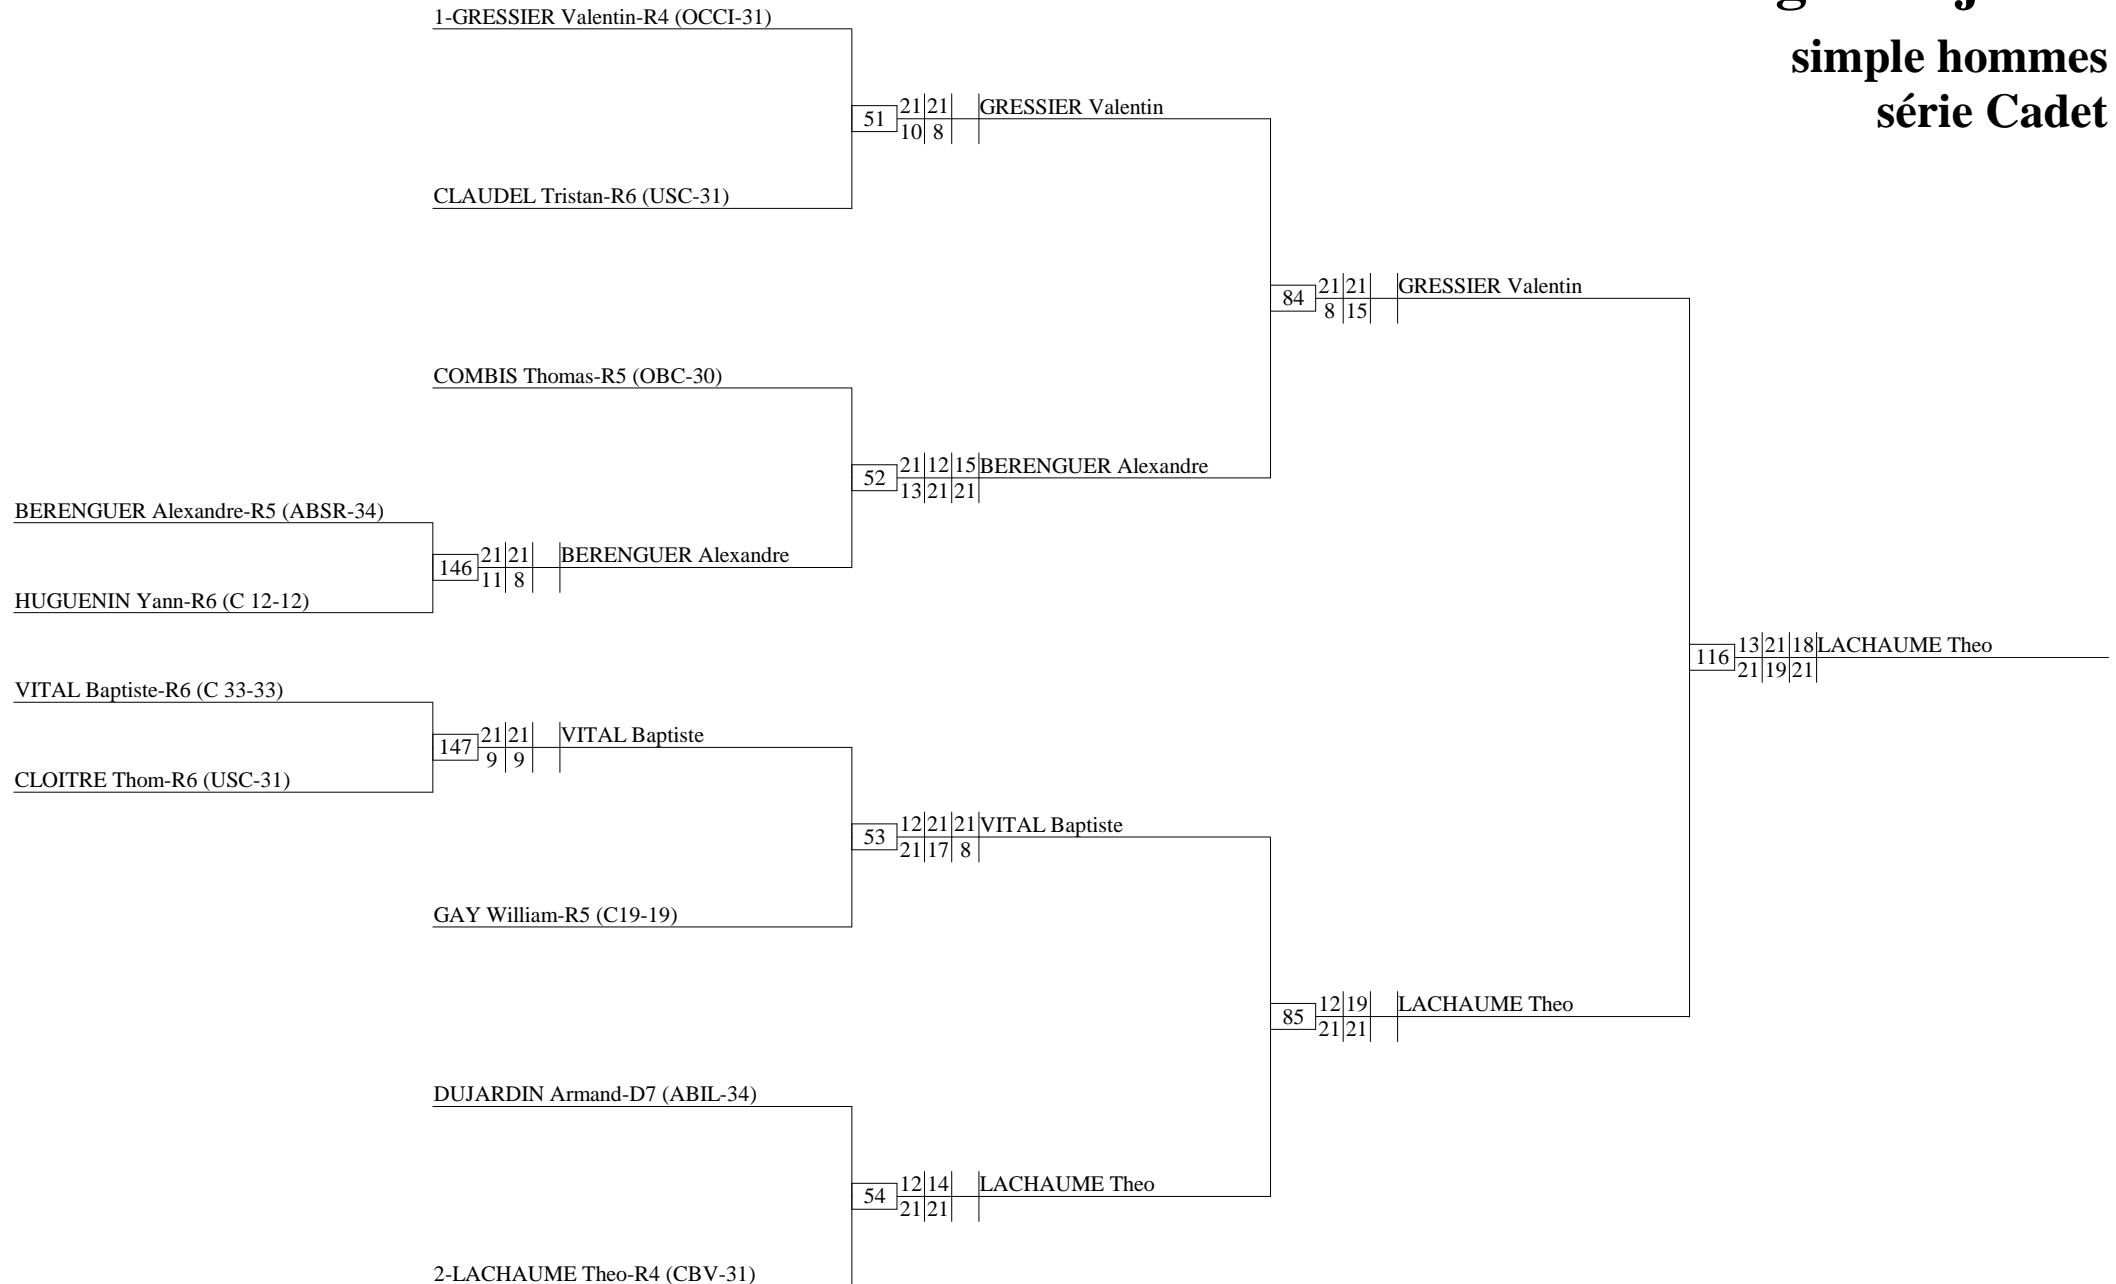 simple hommes
série Cadet
1-GRESSIER Valentin-R4 (OCCI-31)
51
21 21
10 8
GRESSIER Valentin
CLAUDEL Tristan-R6 (USC-31)
84
21 21
8 15
GRESSIER Valentin
COMBIS Thomas-R5 (OBC-30)
52
21 12 15
13 21 21
BERENGUER Alexandre
BERENGUER Alexandre-R5 (ABSR-34)
146
21 21
11 8
BERENGUER Alexandre
HUGUENIN Yann-R6 (C 12-12)
116
13 21 18
21 19 21
LACHAUME Theo
VITAL Baptiste-R6 (C 33-33)
147
21 21
9 9
VITAL Baptiste
CLOITRE Thom-R6 (USC-31)
53
12 21 21
21 17 8
VITAL Baptiste
GAY William-R5 (C19-19)
85
12 19
21 21
LACHAUME Theo
DUJARDIN Armand-D7 (ABIL-34)
54
12 14
21 21
LACHAUME Theo
2-LACHAUME Theo-R4 (CBV-31)